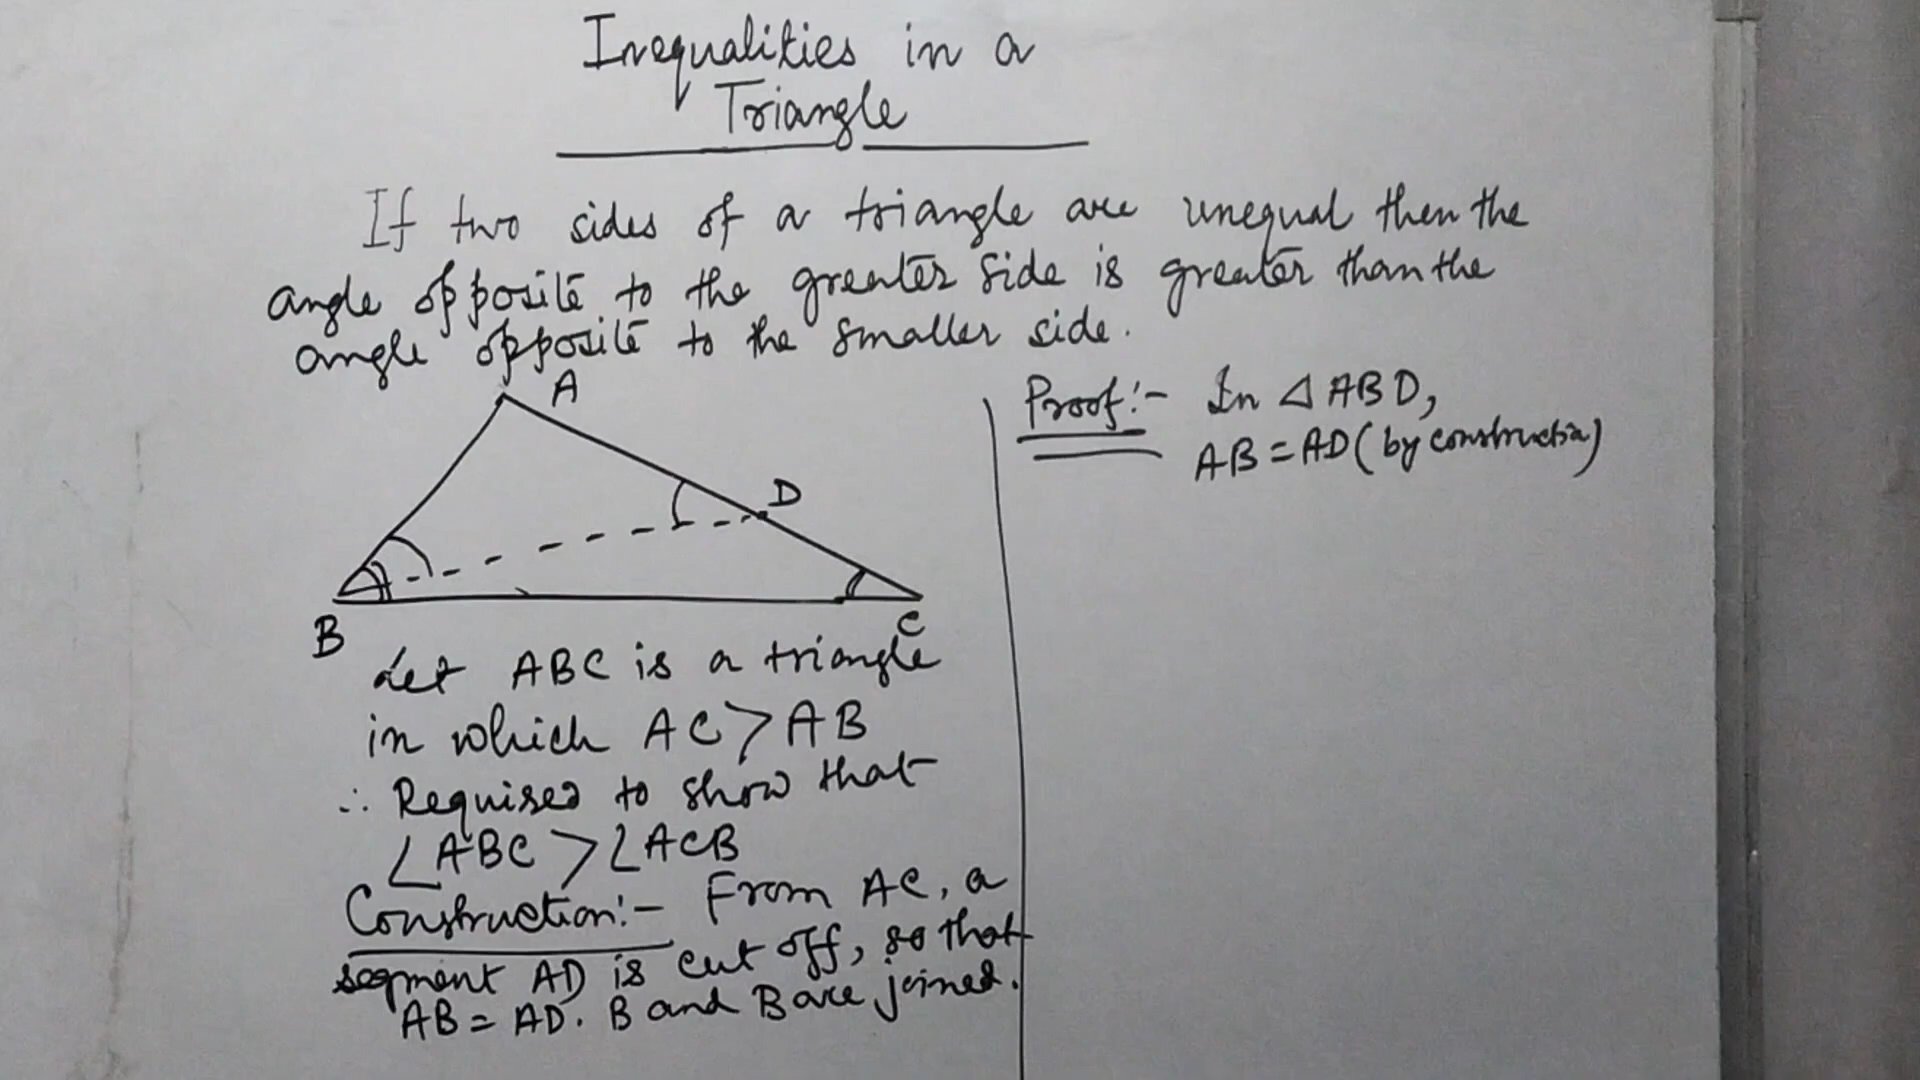 Inequalities in a
Triangle
If two sides of a triangle are unequal then the
angle opposite to the greater side is greater than the
angle opposite to the smaller side.
A
D
B
C
Let ABC is a triangle
in which AC > AB
∴ Required to show that
∠ABC > ∠ACB
Construction:- From AC, a
segment AD is cut off, so that
AB = AD. B and B are joined.
Proof:- In △ABD,
AB = AD (by construction)